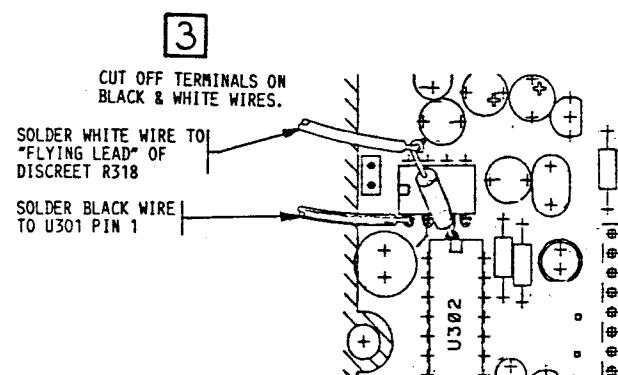 3
CUT OFF TERMINALS ON
BLACK & WHITE WIRES.
SOLDER WHITE WIRE TO
"FLYING LEAD" OF
DISCREET R318
SOLDER BLACK WIRE
TO U301 PIN 1
U302